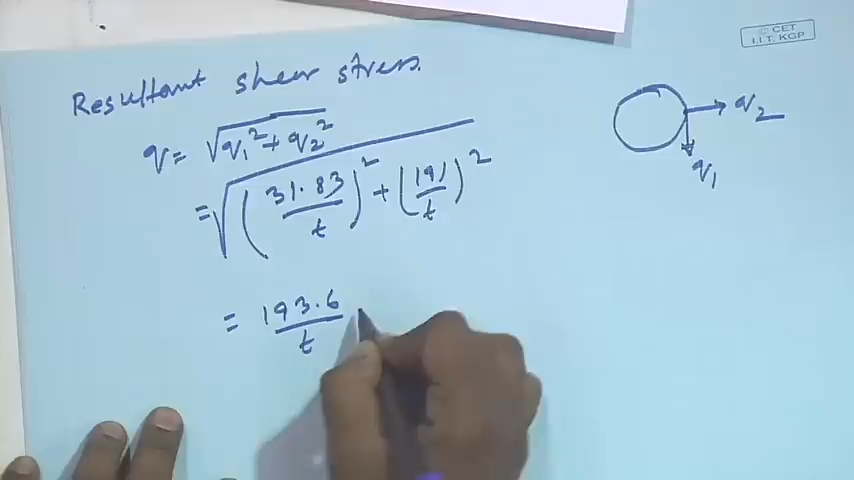 © CET
I.I.T. KGP
Resultant shear stress.
q = √(q₁² + q₂²)
= √((31.83/t)² + (191/t)²)
= 193.6/t
q₂
q₁